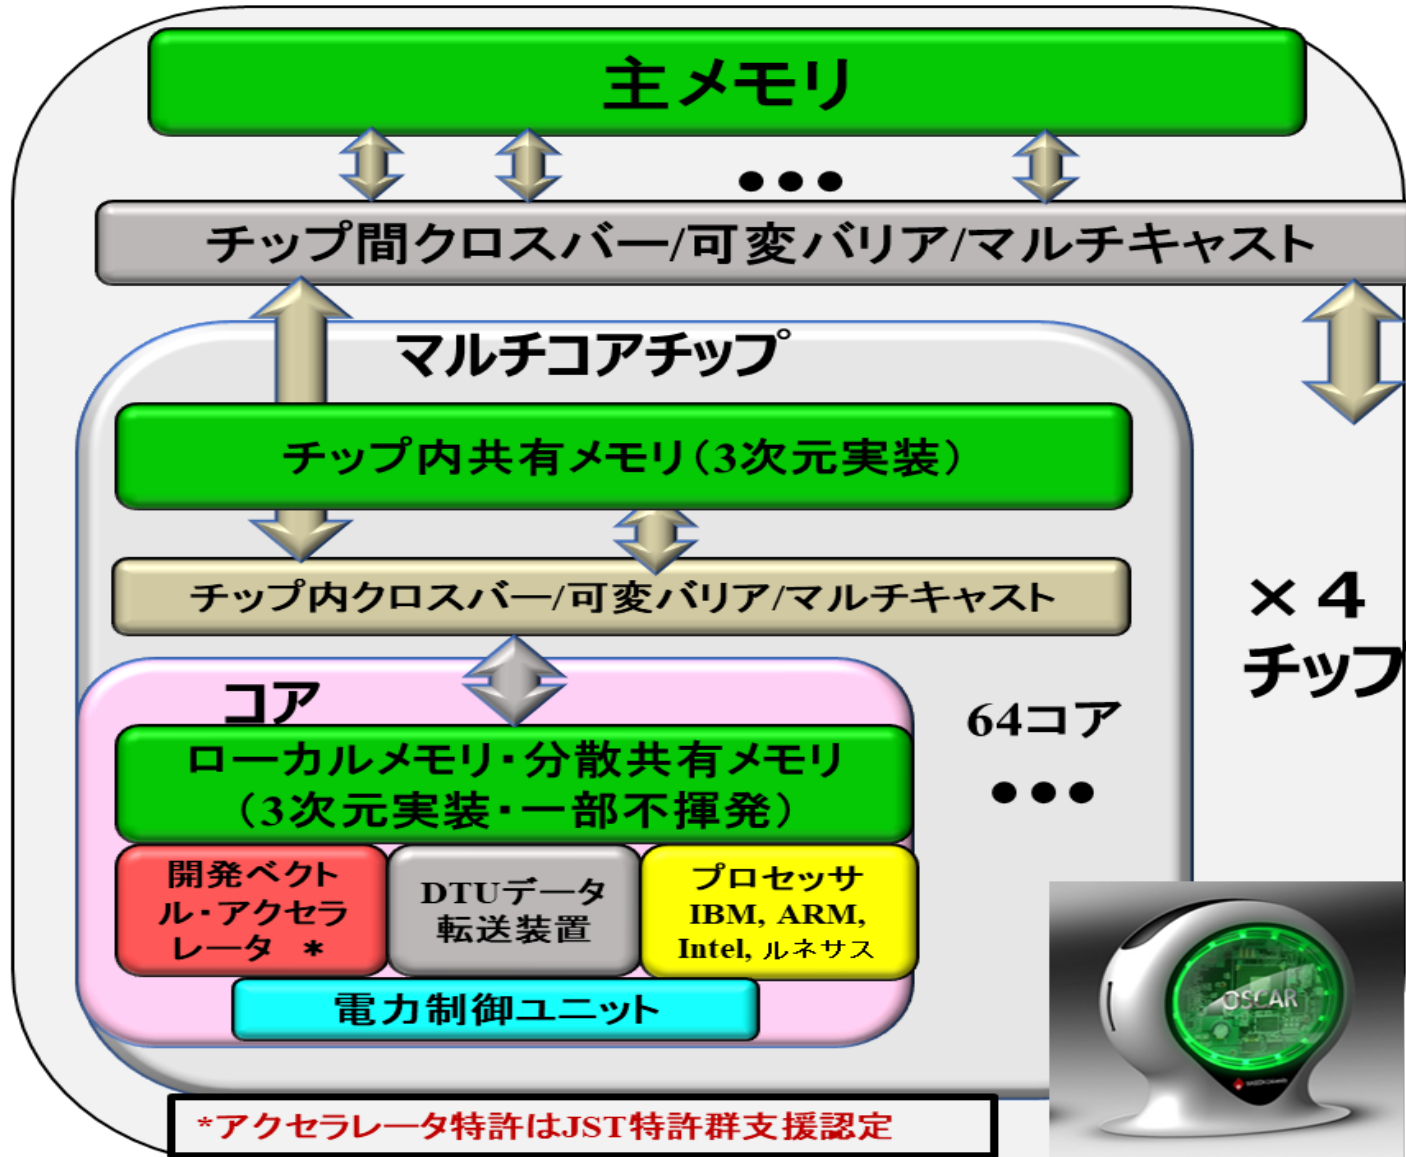 主メモリ
チップ間クロスバー/可変バリア/マルチキャスト
マルチコアチップ
チップ内共有メモリ(3次元実装)
チップ内クロスバー/可変バリア/マルチキャスト
×4
チップ
コア
64コア
ローカルメモリ・分散共有メモリ
(3次元実装・一部不揮発)
開発ベクト
ル・アクセラ
レータ *
DTUデータ
転送装置
プロセッサ
IBM, ARM,
Intel, ルネサス
電力制御ユニット
OSCAR
WASEDA University
*アクセラレータ特許はJST特許群支援認定